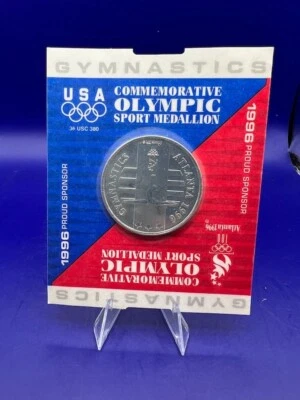 GYMNASTICS
USA
36 USC 380
COMMEMORATIVE
OLYMPIC
SPORT MEDALLION
1996 PROUD SPONSOR
1996 PROUD SPONSOR
GYMNASTICS
ATLANTA 1996
Atlanta 1996
COMMEMORATIVE
OLYMPIC
SPORT MEDALLION
GYMNASTICS